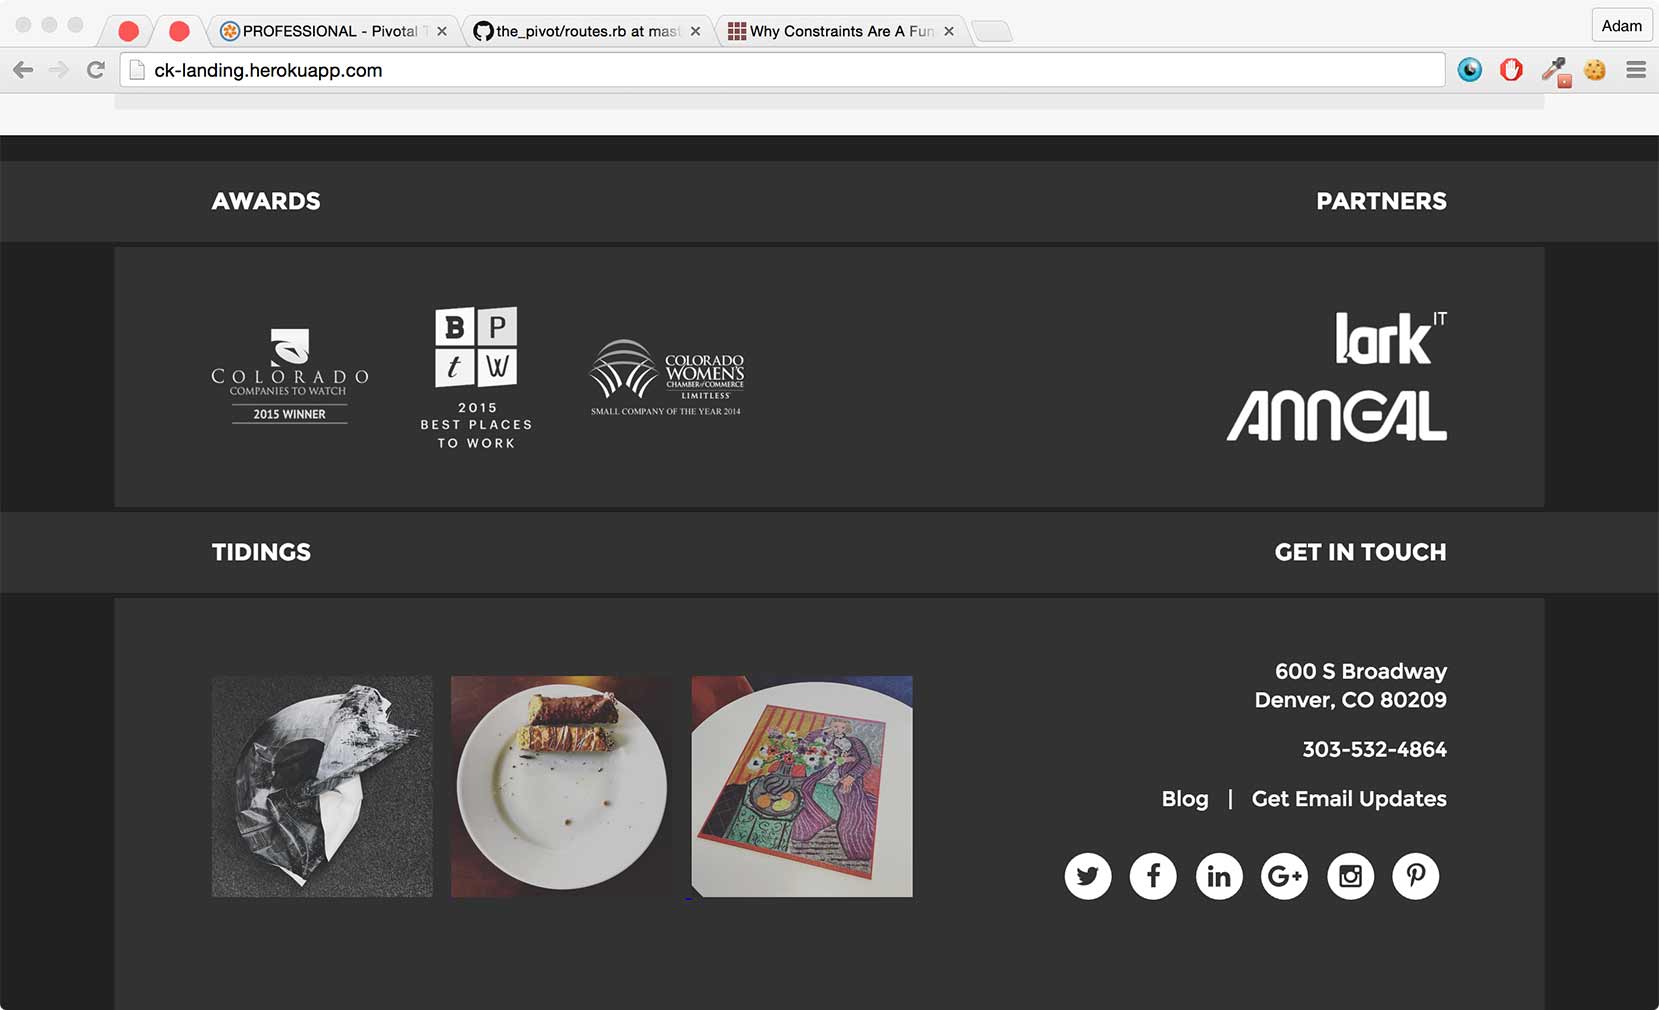 PROFESSIONAL - Pivotal T
the_pivot/routes.rb at mast
Why Constraints Are A Fun
Adam
ck-landing.herokuapp.com
AWARDS
PARTNERS
COLORADO
COMPANIES TO WATCH
2015 WINNER
B P
t W
2015
BEST PLACES
TO WORK
COLORADO
WOMEN'S
CHAMBER of COMMERCE
LIMITLESS
SMALL COMPANY OF THE YEAR 2014
lark IT
ANNEAL
TIDINGS
GET IN TOUCH
600 S Broadway
Denver, CO 80209
303-532-4864
Blog | Get Email Updates
f in G+